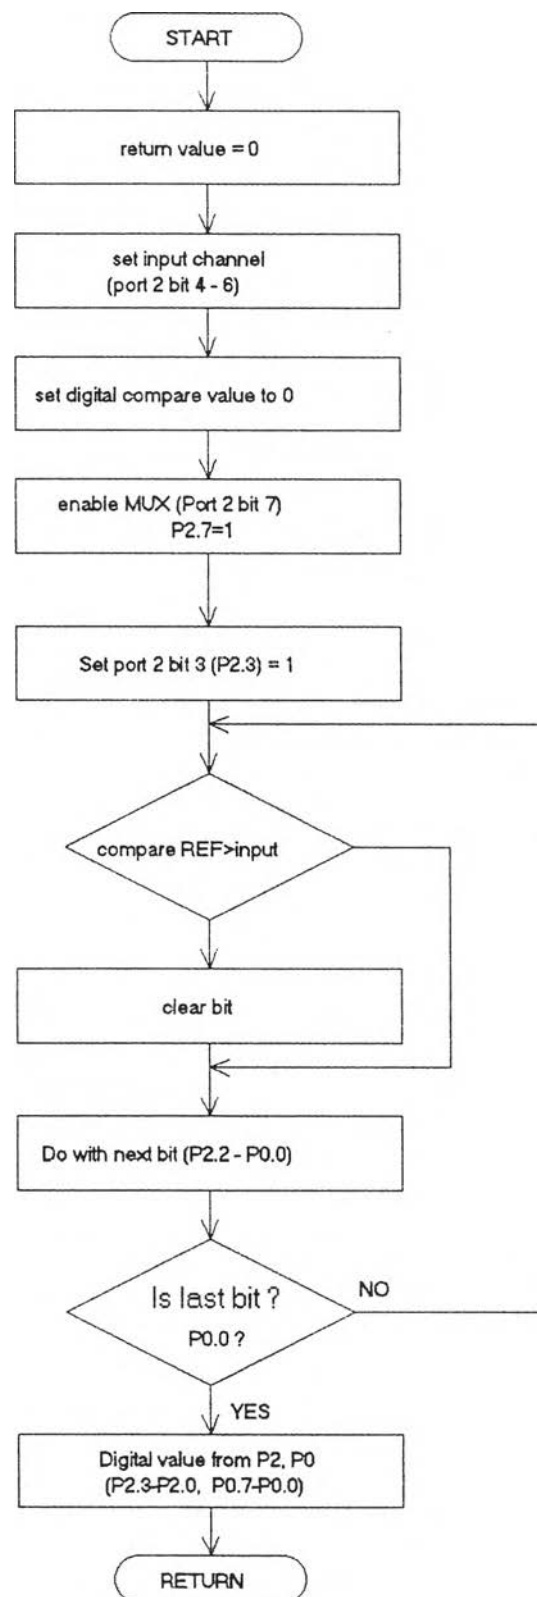 START
return value = 0
set input channel
(port 2 bit 4 - 6)
set digital compare value to 0
enable MUX (Port 2 bit 7)
P2.7=1
Set port 2 bit 3 (P2.3) = 1
compare REF>input
clear bit
Do with next bit (P2.2 - P0.0)
Is last bit ?
NO
P0.0 ?
YES
Digital value from P2, P0
(P2.3-P2.0, P0.7-P0.0)
RETURN